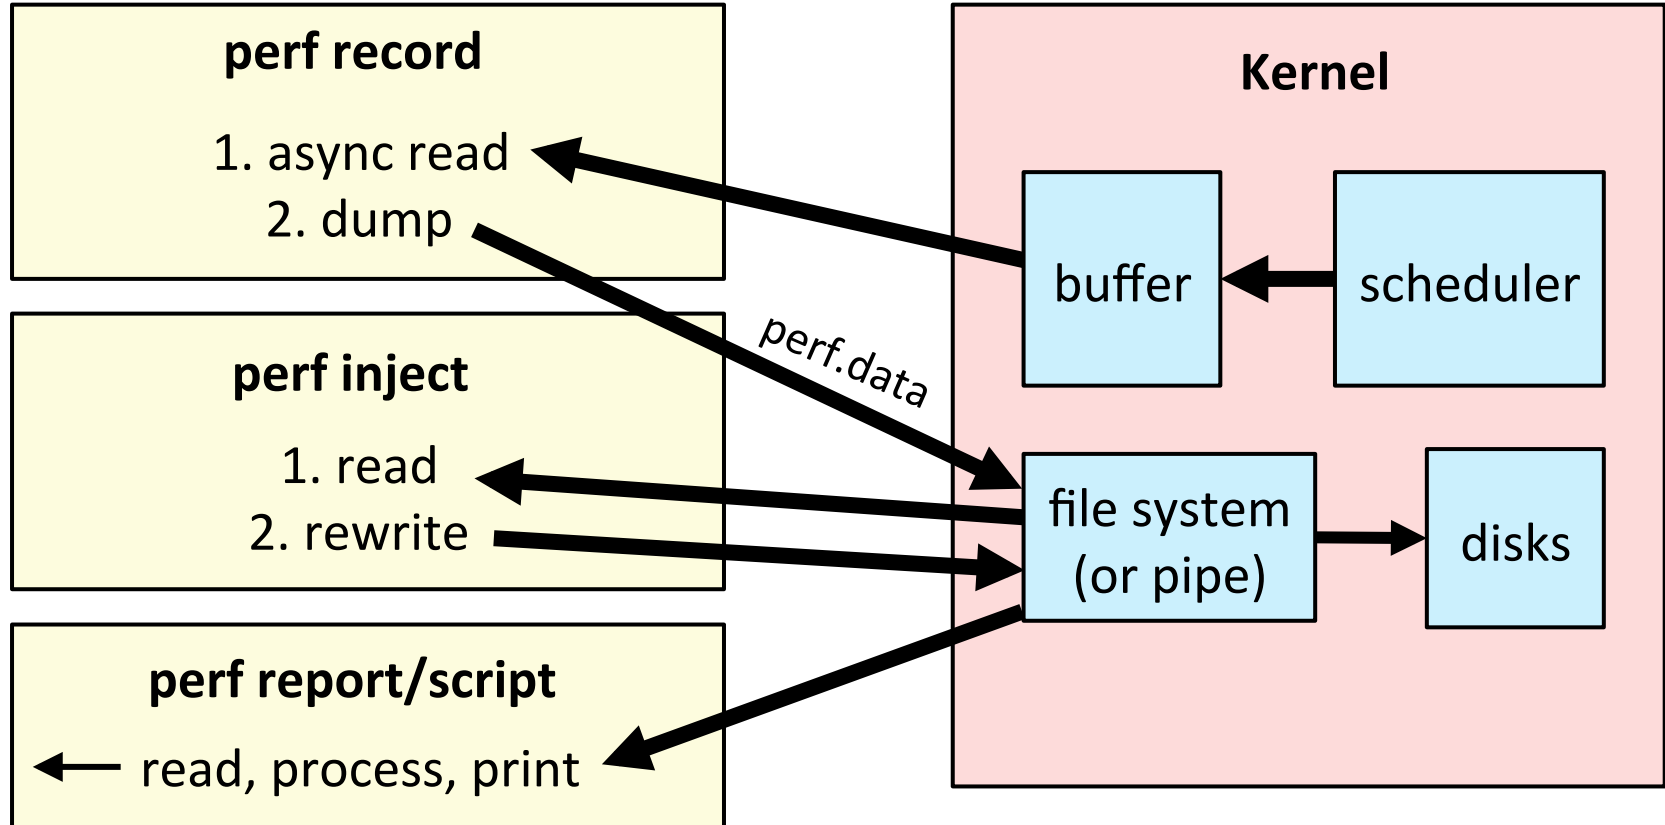 perf record
1. async read
2. dump
perf inject
1. read
2. rewrite
perf report/script
read, process, print
perf.data
Kernel
buffer
scheduler
file system
(or pipe)
disks